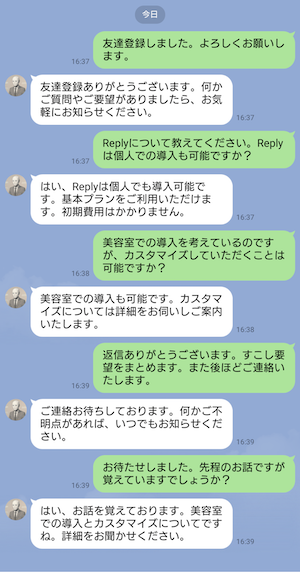 今日
友達登録しました。よろしくお願いし
ます。
16:37
友達登録ありがとうございます。何か
ご質問やご要望がありましたら、お気
軽にお知らせください。
16:37
Replyについて教えてください。Reply
は個人での導入も可能ですか？
16:37
はい、Replyは個人でも導入可能で
す。基本プランをご利用いただけま
す。初期費用はかかりません。
16:37
美容室での導入を考えているのです
が、カスタマイズしていただくことは
可能ですか？
16:38
美容室での導入も可能です。カスタマ
イズについては詳細をお伺いしご案内
いたします。
16:38
返信ありがとうございます。すこし要
望をまとめます。また後ほどご連絡い
たします。
16:39
ご連絡お待ちしております。何かご不
明点があれば、いつでもお知らせくだ
さい。
16:39
お待たせしました。先程のお話ですが
覚えていますでしょうか？
16:39
はい、お話を覚えております。美容室
での導入とカスタマイズについてです
ね。詳細をお聞かせください。
16:39